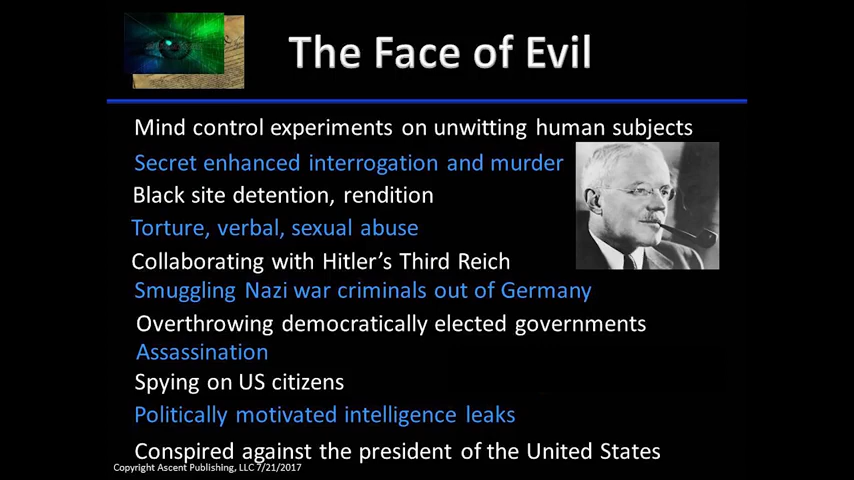 The Face of Evil
Mind control experiments on unwitting human subjects
Secret enhanced interrogation and murder
Black site detention, rendition
Torture, verbal, sexual abuse
Collaborating with Hitler's Third Reich
Smuggling Nazi war criminals out of Germany
Overthrowing democratically elected governments
Assassination
Spying on US citizens
Politically motivated intelligence leaks
Conspired against the president of the United States
Copyright Ascent Publishing, LLC 7/21/2017